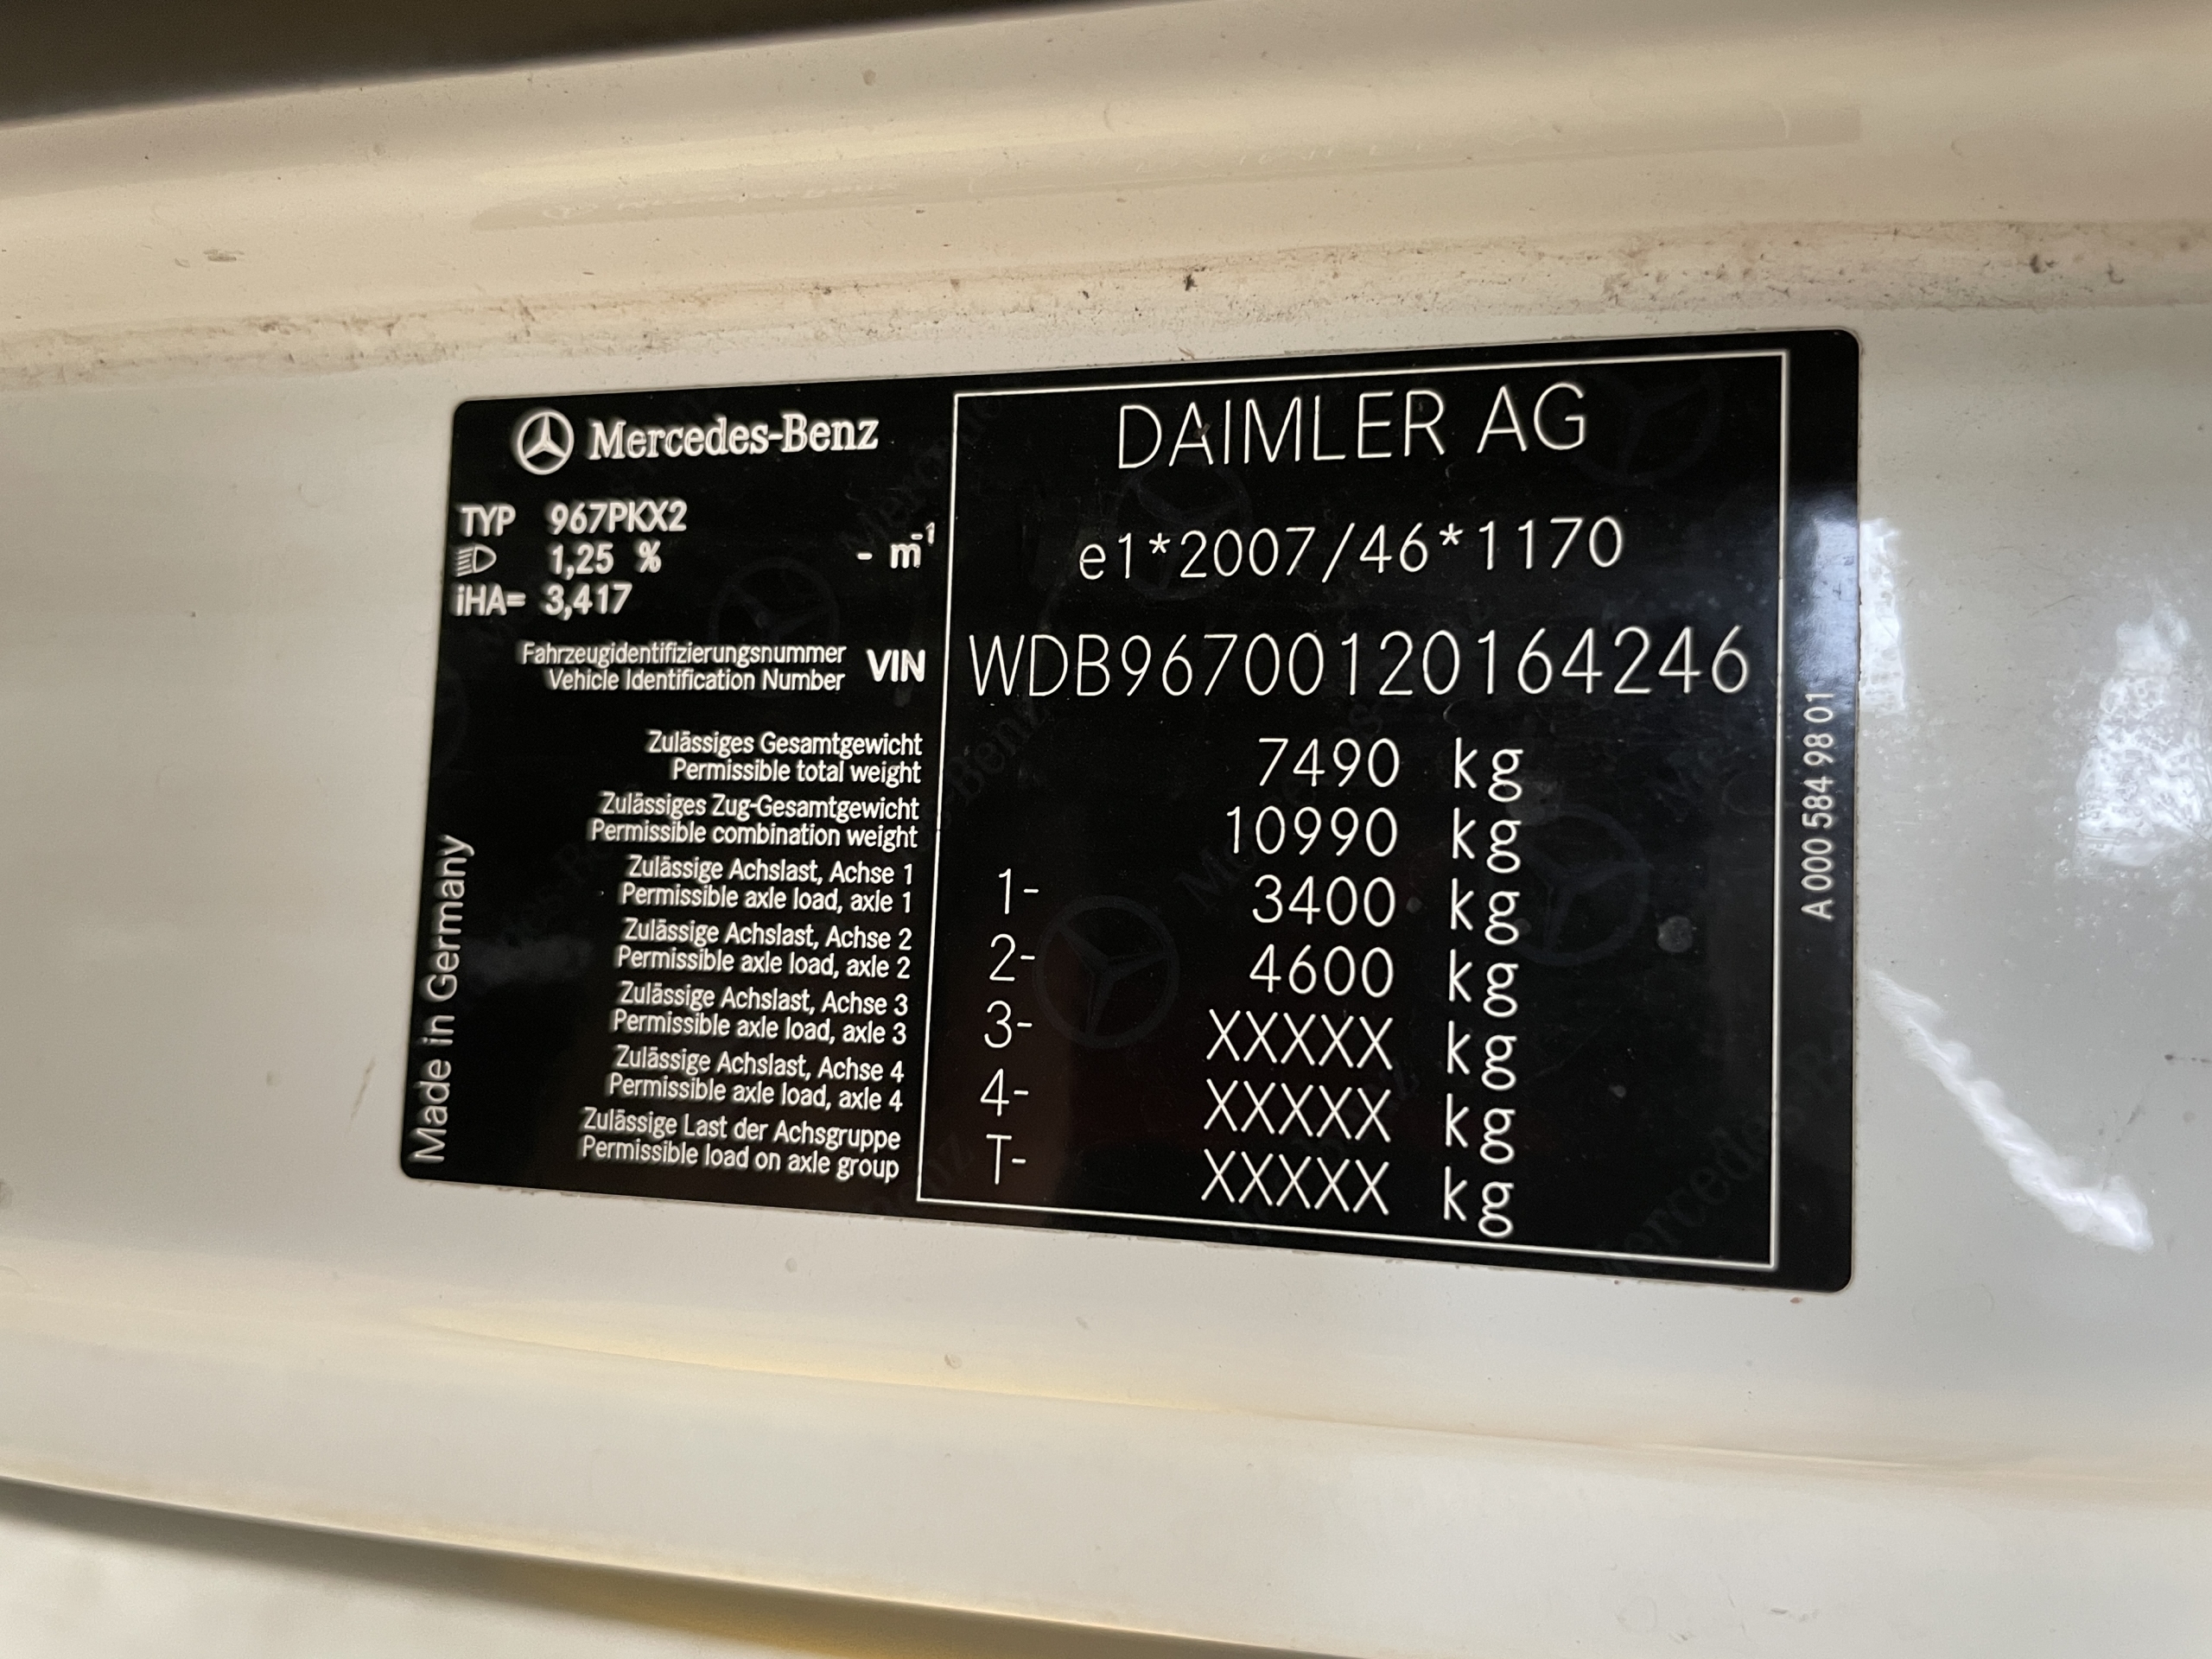 Mercedes-Benz
TYP 967PKX2
1,25 % - m-1
iHA= 3,417
DAIMLER AG
e1*2007/46*1170
Fahrzeugidentifizierungsnummer
Vehicle Identification Number
VIN WDB96700120164246
Zulässiges Gesamtgewicht
Permissible total weight
7490 kg
Zulässiges Zug-Gesamtgewicht
Permissible combination weight
10990 kg
Zulässige Achslast, Achse 1
Permissible axle load, axle 1
1- 3400 kg
Zulässige Achslast, Achse 2
Permissible axle load, axle 2
2- 4600 kg
Zulässige Achslast, Achse 3
Permissible axle load, axle 3
3- XXXXX kg
Zulässige Achslast, Achse 4
Permissible axle load, axle 4
4- XXXXX kg
Zulässige Last der Achsgruppe
Permissible load on axle group
T- XXXXX kg
Made in Germany
A 000 584 98 01